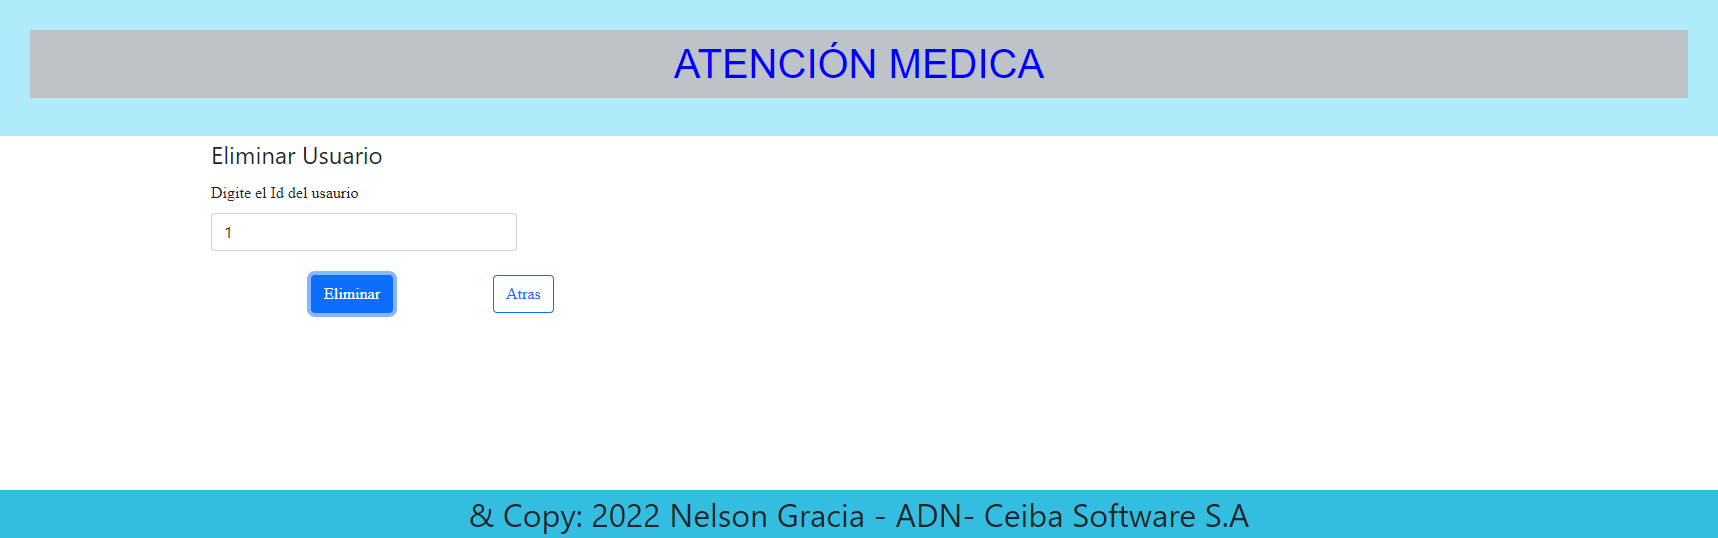 ATENCIÓN MEDICA
Eliminar Usuario
Digite el Id del usaurio
1
Eliminar Atras
& Copy: 2022 Nelson Gracia - ADN- Ceiba Software S.A